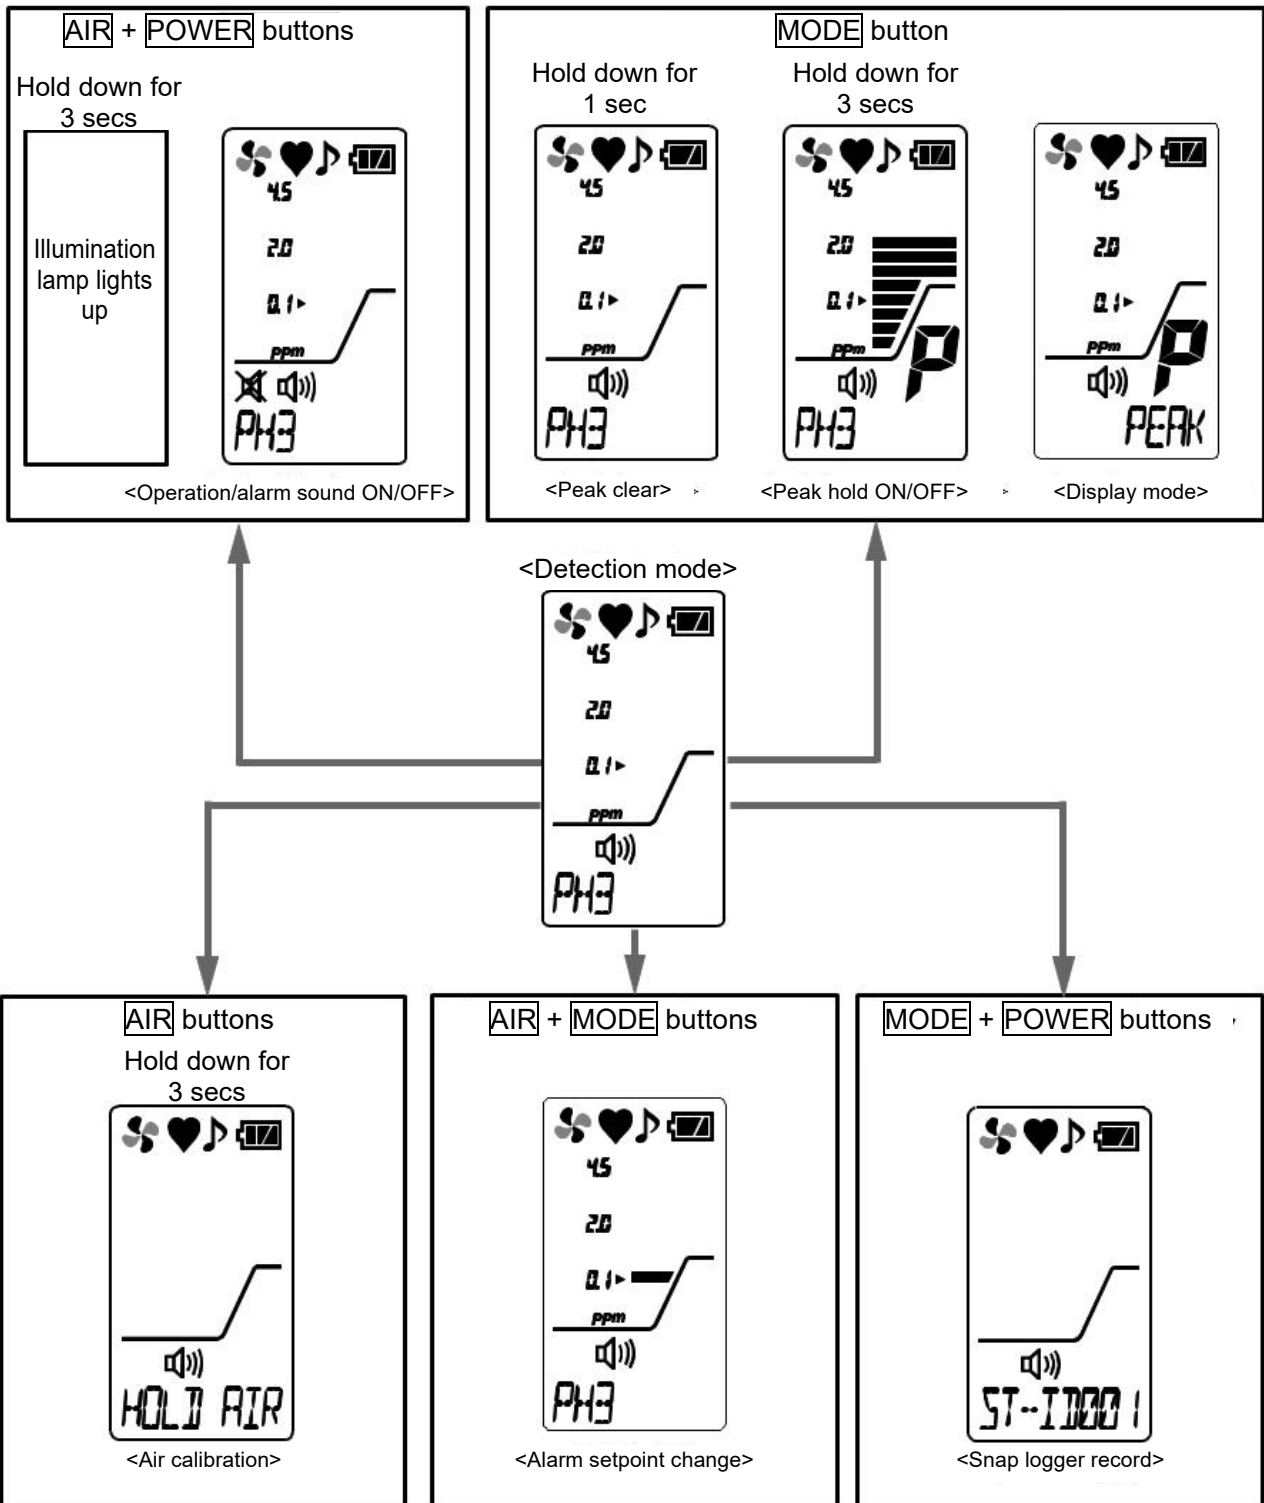 AIR + POWER buttons
Hold down for
3 secs
Illumination
lamp lights
up
4.5
2.0
0.1
ppm
PH3
<Operation/alarm sound ON/OFF>
MODE button
Hold down for
1 sec
4.5
2.0
0.1
ppm
PH3
<Peak clear>
Hold down for
3 secs
4.5
2.0
0.1
ppm
P
PH3
<Peak hold ON/OFF>
4.5
2.0
0.1
ppm
P
PEAK
<Display mode>
<Detection mode>
4.5
2.0
0.1
ppm
PH3
AIR buttons
Hold down for
3 secs
HOLD AIR
<Air calibration>
AIR + MODE buttons
4.5
2.0
0.1
ppm
PH3
<Alarm setpoint change>
MODE + POWER buttons
ST-ID001
<Snap logger record>